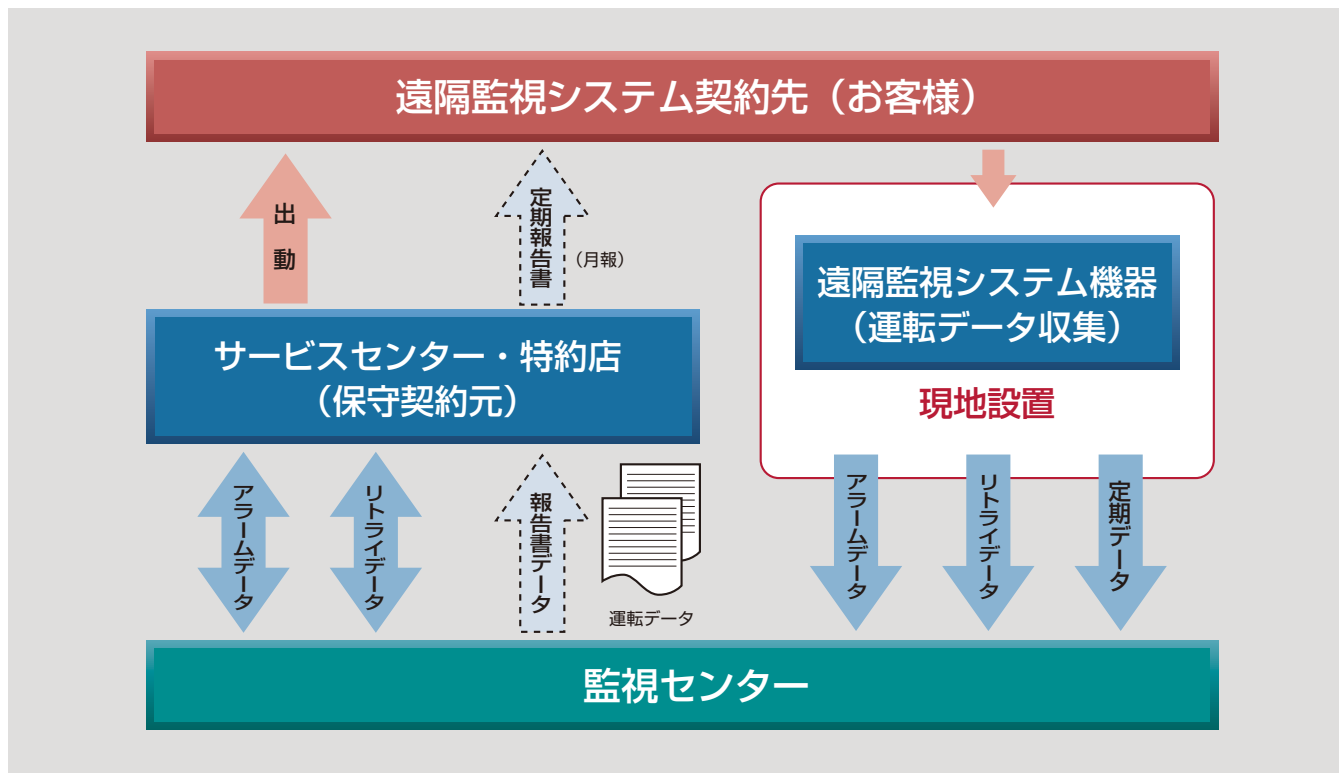 遠隔監視システム契約先（お客様）
出動
定期報告書
（月報）
遠隔監視システム機器
（運転データ収集）
現地設置
サービスセンター・特約店
（保守契約元）
アラームデータ
リトライデータ
報告書データ
運転データ
アラームデータ
リトライデータ
定期データ
監視センター